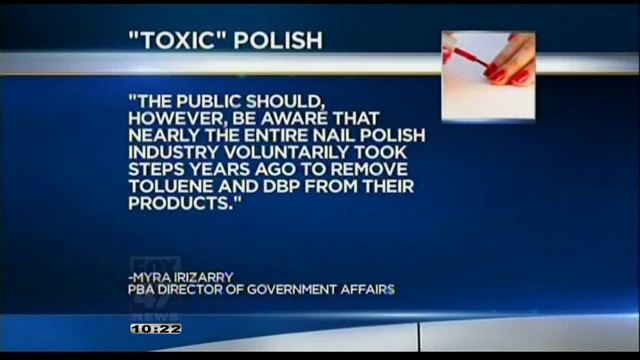 "TOXIC" POLISH
"THE PUBLIC SHOULD,
HOWEVER, BE AWARE THAT
NEARLY THE ENTIRE NAIL POLISH
INDUSTRY VOLUNTARILY TOOK
STEPS YEARS AGO TO REMOVE
TOLUENE AND DBP FROM THEIR
PRODUCTS."
-MYRA IRIZARRY
PBA DIRECTOR OF GOVERNMENT AFFAIRS
FOX
47
NEWS
10:22